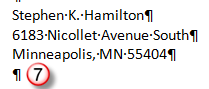 Stephen·K.·Hamilton¶
6183·Nicollet·Avenue·South¶
Minneapolis,·MN·55404¶
¶ 7